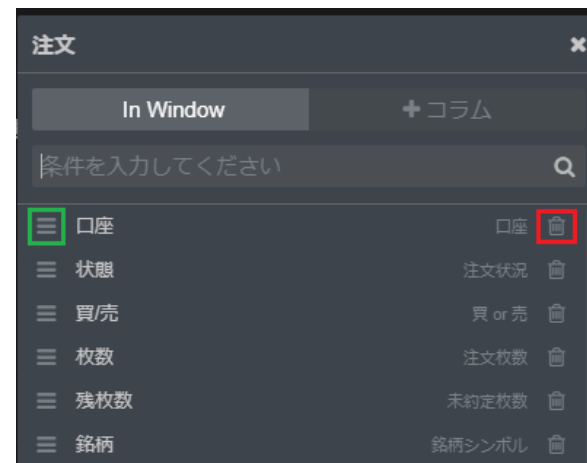 注文
In Window
コラム
条件を入力してください
口座 口座
状態 注文状況
買/売 買 or 売
枚数 注文枚数
残枚数 未約定枚数
銘柄 銘柄シンボル